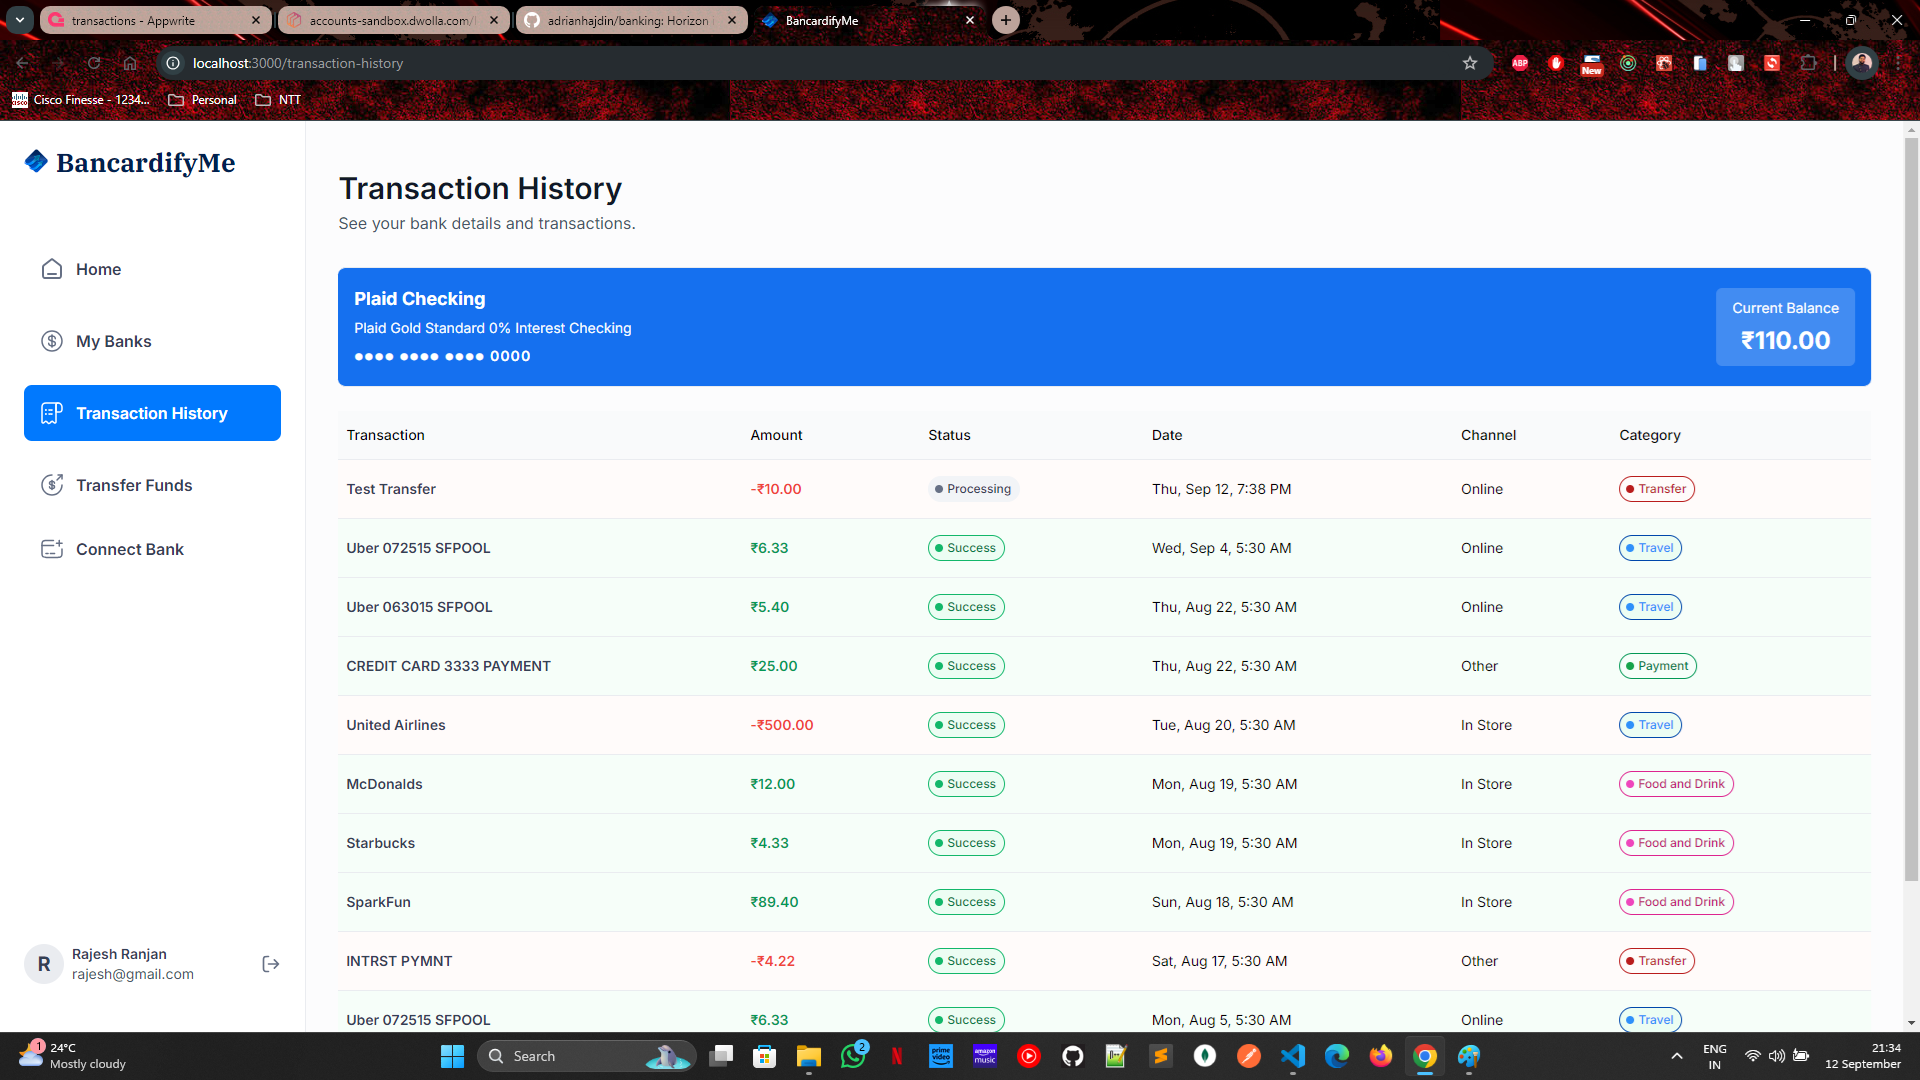 transactions - Appwrite
accounts-sandbox.dwolla.com/
adrianhajdin/banking: Horizon
BancardifyMe
localhost:3000/transaction-history
ABP
New
Cisco Finesse - 1234...
Personal
NTT
BancardifyMe
Home
My Banks
Transaction History
Transfer Funds
Connect Bank
R
Rajesh Ranjan
rajesh@gmail.com
Transaction History
See your bank details and transactions.
Plaid Checking
Plaid Gold Standard 0% Interest Checking
●●●● ●●●● ●●●● 0000
Current Balance
₹110.00
Transaction Amount Status Date Channel Category
Test Transfer -₹10.00 Processing Thu, Sep 12, 7:38 PM Online Transfer
Uber 072515 SFPOOL ₹6.33 Success Wed, Sep 4, 5:30 AM Online Travel
Uber 063015 SFPOOL ₹5.40 Success Thu, Aug 22, 5:30 AM Online Travel
CREDIT CARD 3333 PAYMENT ₹25.00 Success Thu, Aug 22, 5:30 AM Other Payment
United Airlines -₹500.00 Success Tue, Aug 20, 5:30 AM In Store Travel
McDonalds ₹12.00 Success Mon, Aug 19, 5:30 AM In Store Food and Drink
Starbucks ₹4.33 Success Mon, Aug 19, 5:30 AM In Store Food and Drink
SparkFun ₹89.40 Success Sun, Aug 18, 5:30 AM In Store Food and Drink
INTRST PYMNT -₹4.22 Success Sat, Aug 17, 5:30 AM Other Transfer
Uber 072515 SFPOOL ₹6.33 Success Mon, Aug 5, 5:30 AM Online Travel
1
24°C
Mostly cloudy
Search
2
prime video
amazon music
ENG
IN
21:34
12 September